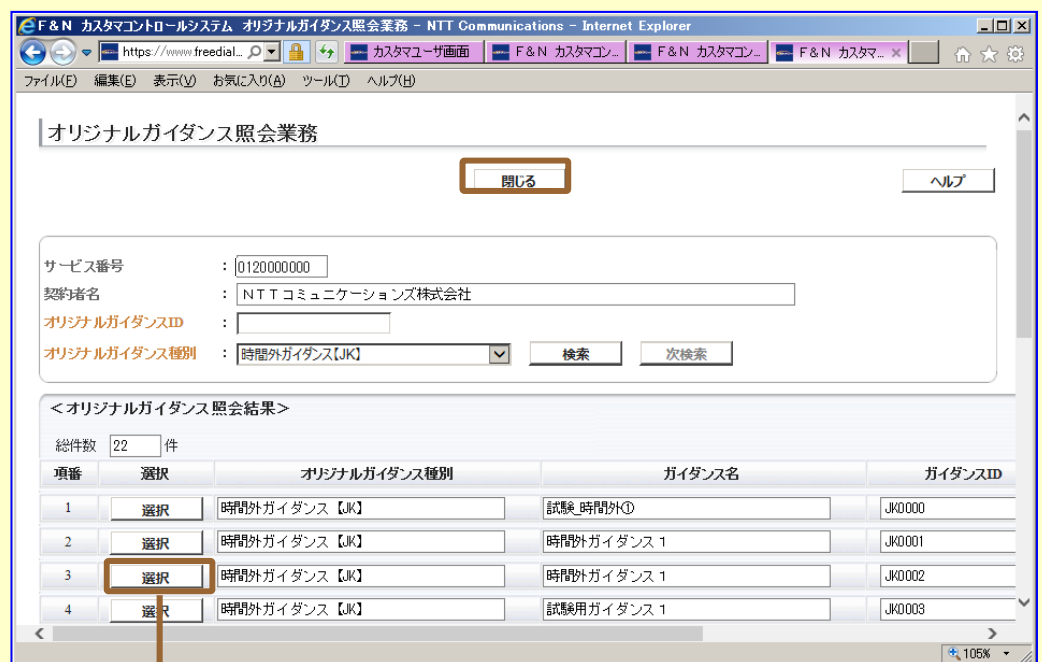 F&N カスタマコントロールシステム オリジナルガイダンス照会業務 - NTT Communications - Internet Explorer
https://www.freedial... カスタマユーザ画面 F&N カスタマコン... F&N カスタマコン... F&N カスタマ...
ファイル(F) 編集(E) 表示(V) お気に入り(A) ツール(T) ヘルプ(H)
オリジナルガイダンス照会業務
閉じる ヘルプ
サービス番号 : 0120000000
契約者名 : NTTコミュニケーションズ株式会社
オリジナルガイダンスID :
オリジナルガイダンス種別 : 時間外ガイダンス【JK】 検索 次検索
<オリジナルガイダンス照会結果>
総件数 22 件
項番 選択 オリジナルガイダンス種別 ガイダンス名 ガイダンスID
1 選択 時間外ガイダンス【JK】 試験_時間外① JK0000
2 選択 時間外ガイダンス【JK】 時間外ガイダンス1 JK0001
3 選択 時間外ガイダンス【JK】 時間外ガイダンス1 JK0002
4 選択 時間外ガイダンス【JK】 試験用ガイダンス1 JK0003
105%